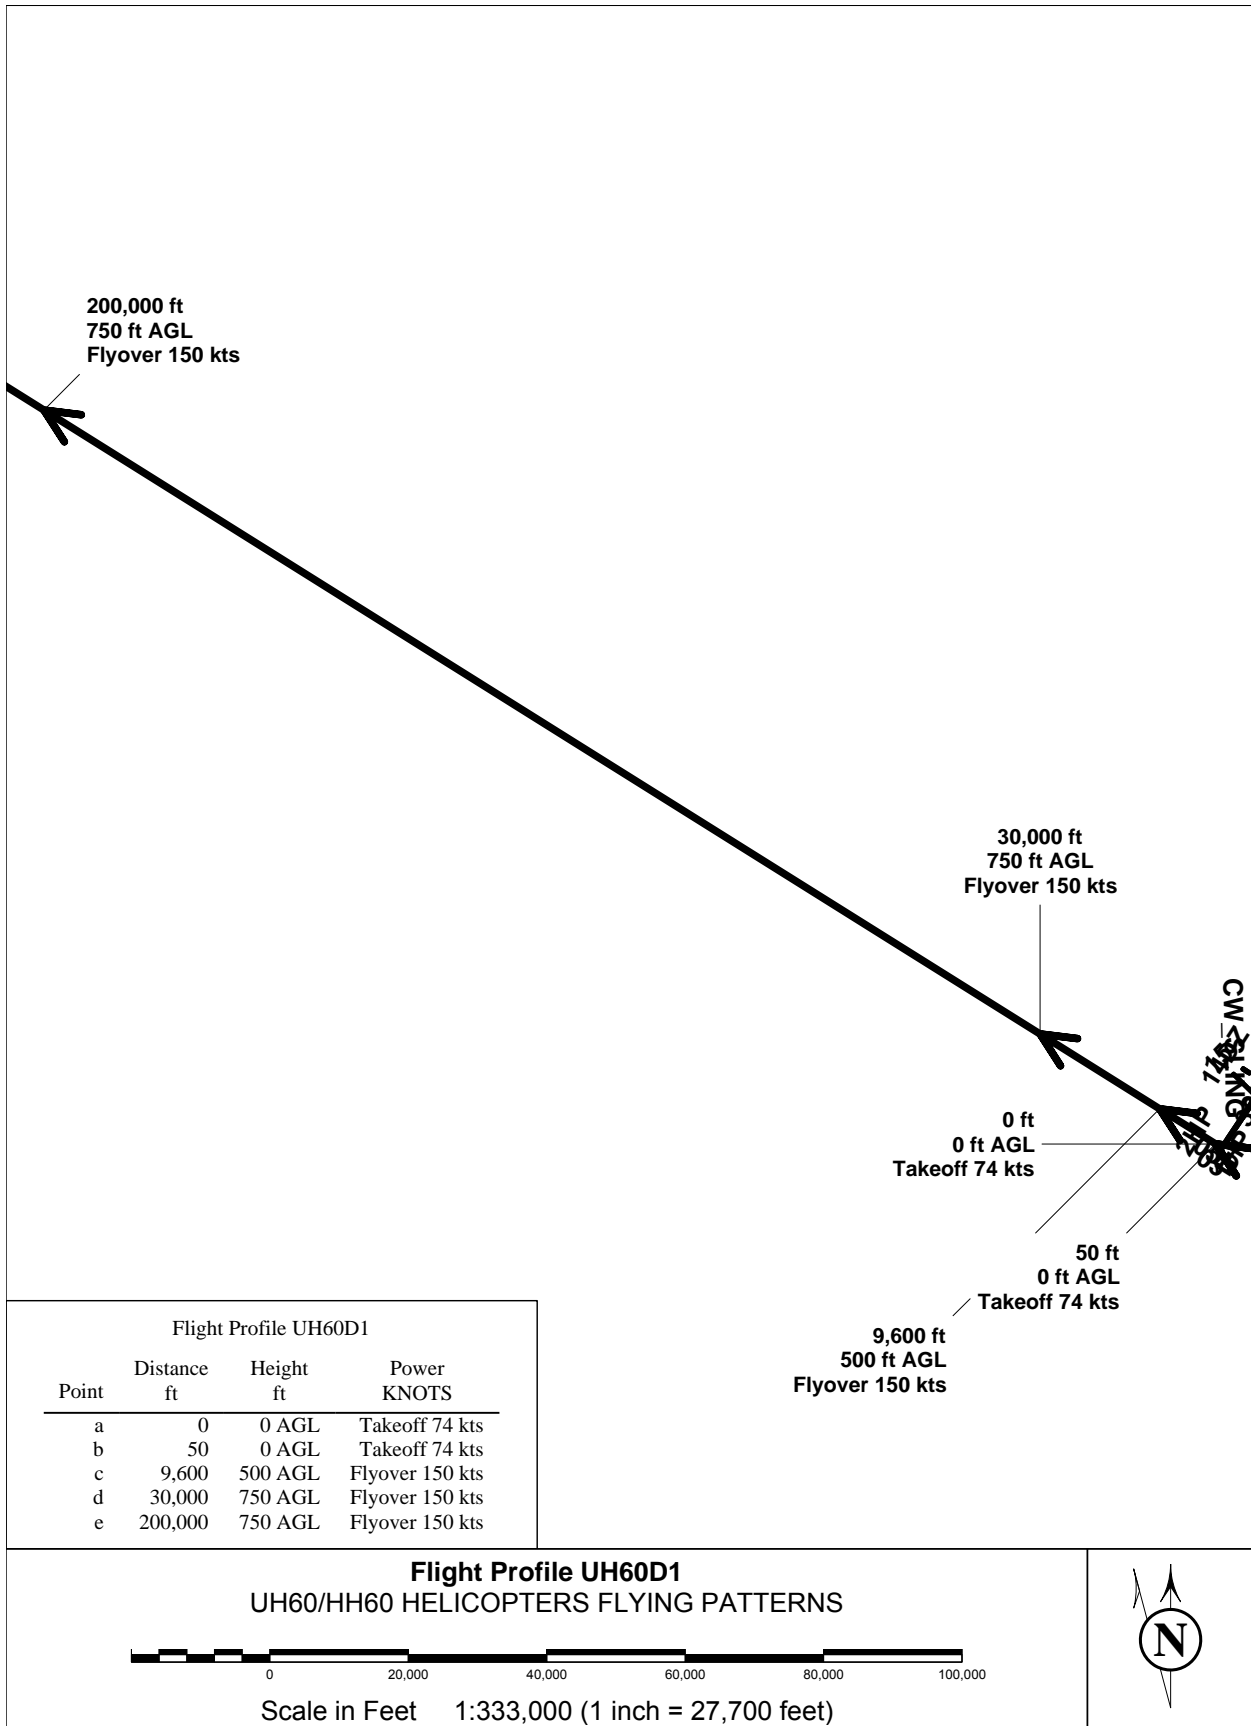 200,000 ft
750 ft AGL
Flyover 150 kts
30,000 ft
750 ft AGL
Flyover 150 kts
CW
0 ft
0 ft AGL
Takeoff 74 kts
50 ft
0 ft AGL
Takeoff 74 kts
9,600 ft
500 ft AGL
Flyover 150 kts
Flight Profile UH60D1
Point Distance ft Height ft Power KNOTS
a 0 0 AGL Takeoff 74 kts
b 50 0 AGL Takeoff 74 kts
c 9,600 500 AGL Flyover 150 kts
d 30,000 750 AGL Flyover 150 kts
e 200,000 750 AGL Flyover 150 kts
Flight Profile UH60D1
UH60/HH60 HELICOPTERS FLYING PATTERNS
0 20,000 40,000 60,000 80,000 100,000
Scale in Feet 1:333,000 (1 inch = 27,700 feet)
N